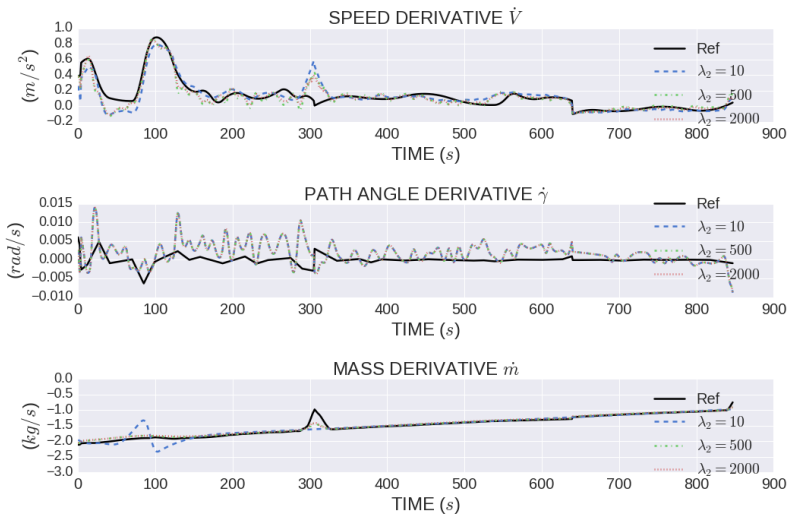 SPEED DERIVATIVE V̇
1.0
0.8
0.6
0.4
0.2
0.0
−0.2
(m/s²)
0 100 200 300 400 500 600 700 800 900
TIME (s)
Ref
λ₂ = 10
λ₂ = 500
λ₂ = 2000
PATH ANGLE DERIVATIVE γ̇
0.015
0.010
0.005
0.000
−0.005
−0.010
(rad/s)
0 100 200 300 400 500 600 700 800 900
TIME (s)
Ref
λ₂ = 10
λ₂ = 500
λ₂ = 2000
MASS DERIVATIVE ṁ
0.0
−0.5
−1.0
−1.5
−2.0
−2.5
−3.0
(kg/s)
0 100 200 300 400 500 600 700 800 900
TIME (s)
Ref
λ₂ = 10
λ₂ = 500
λ₂ = 2000